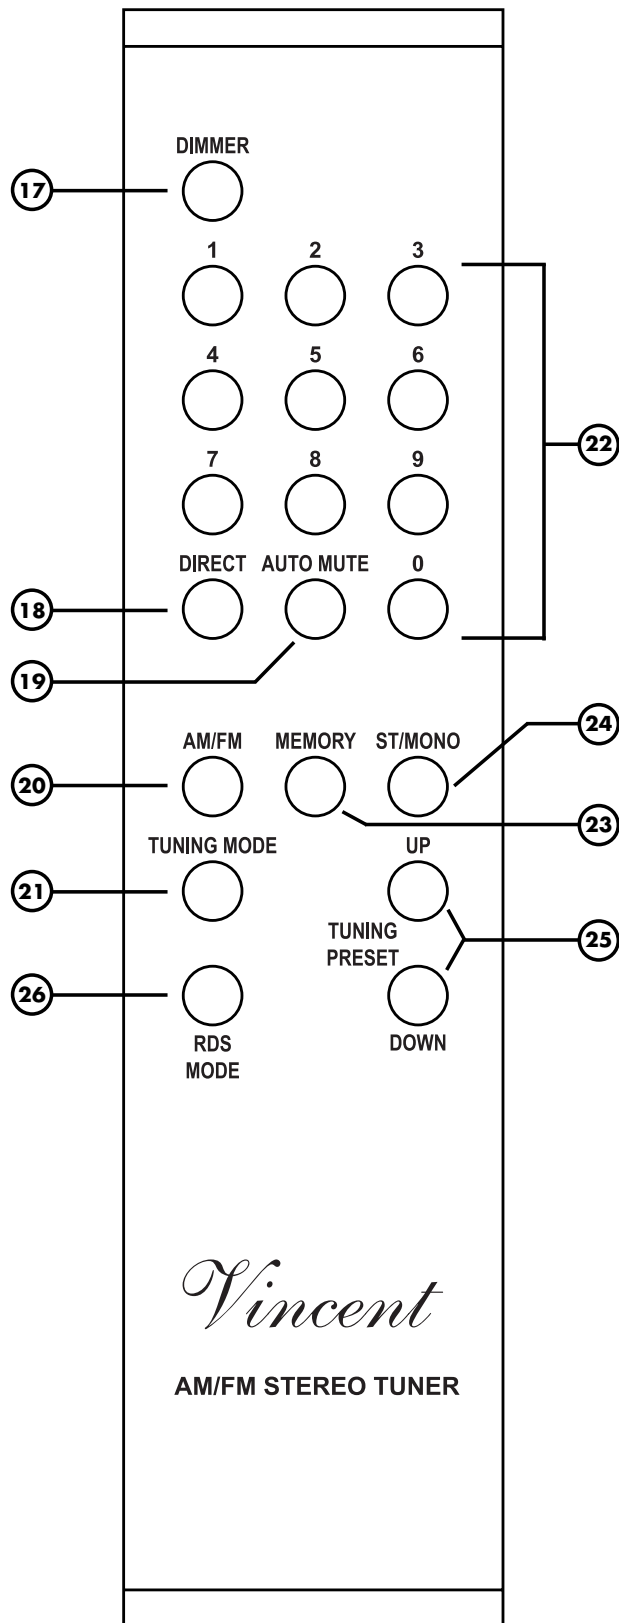 DIMMER
17
1 2 3
4 5 6
22
7 8 9
DIRECT AUTO MUTE 0
18
19
24
AM/FM MEMORY ST/MONO
20
23
TUNING MODE UP
21
TUNING
PRESET
25
26
RDS
MODE
DOWN
Vincent
AM/FM STEREO TUNER